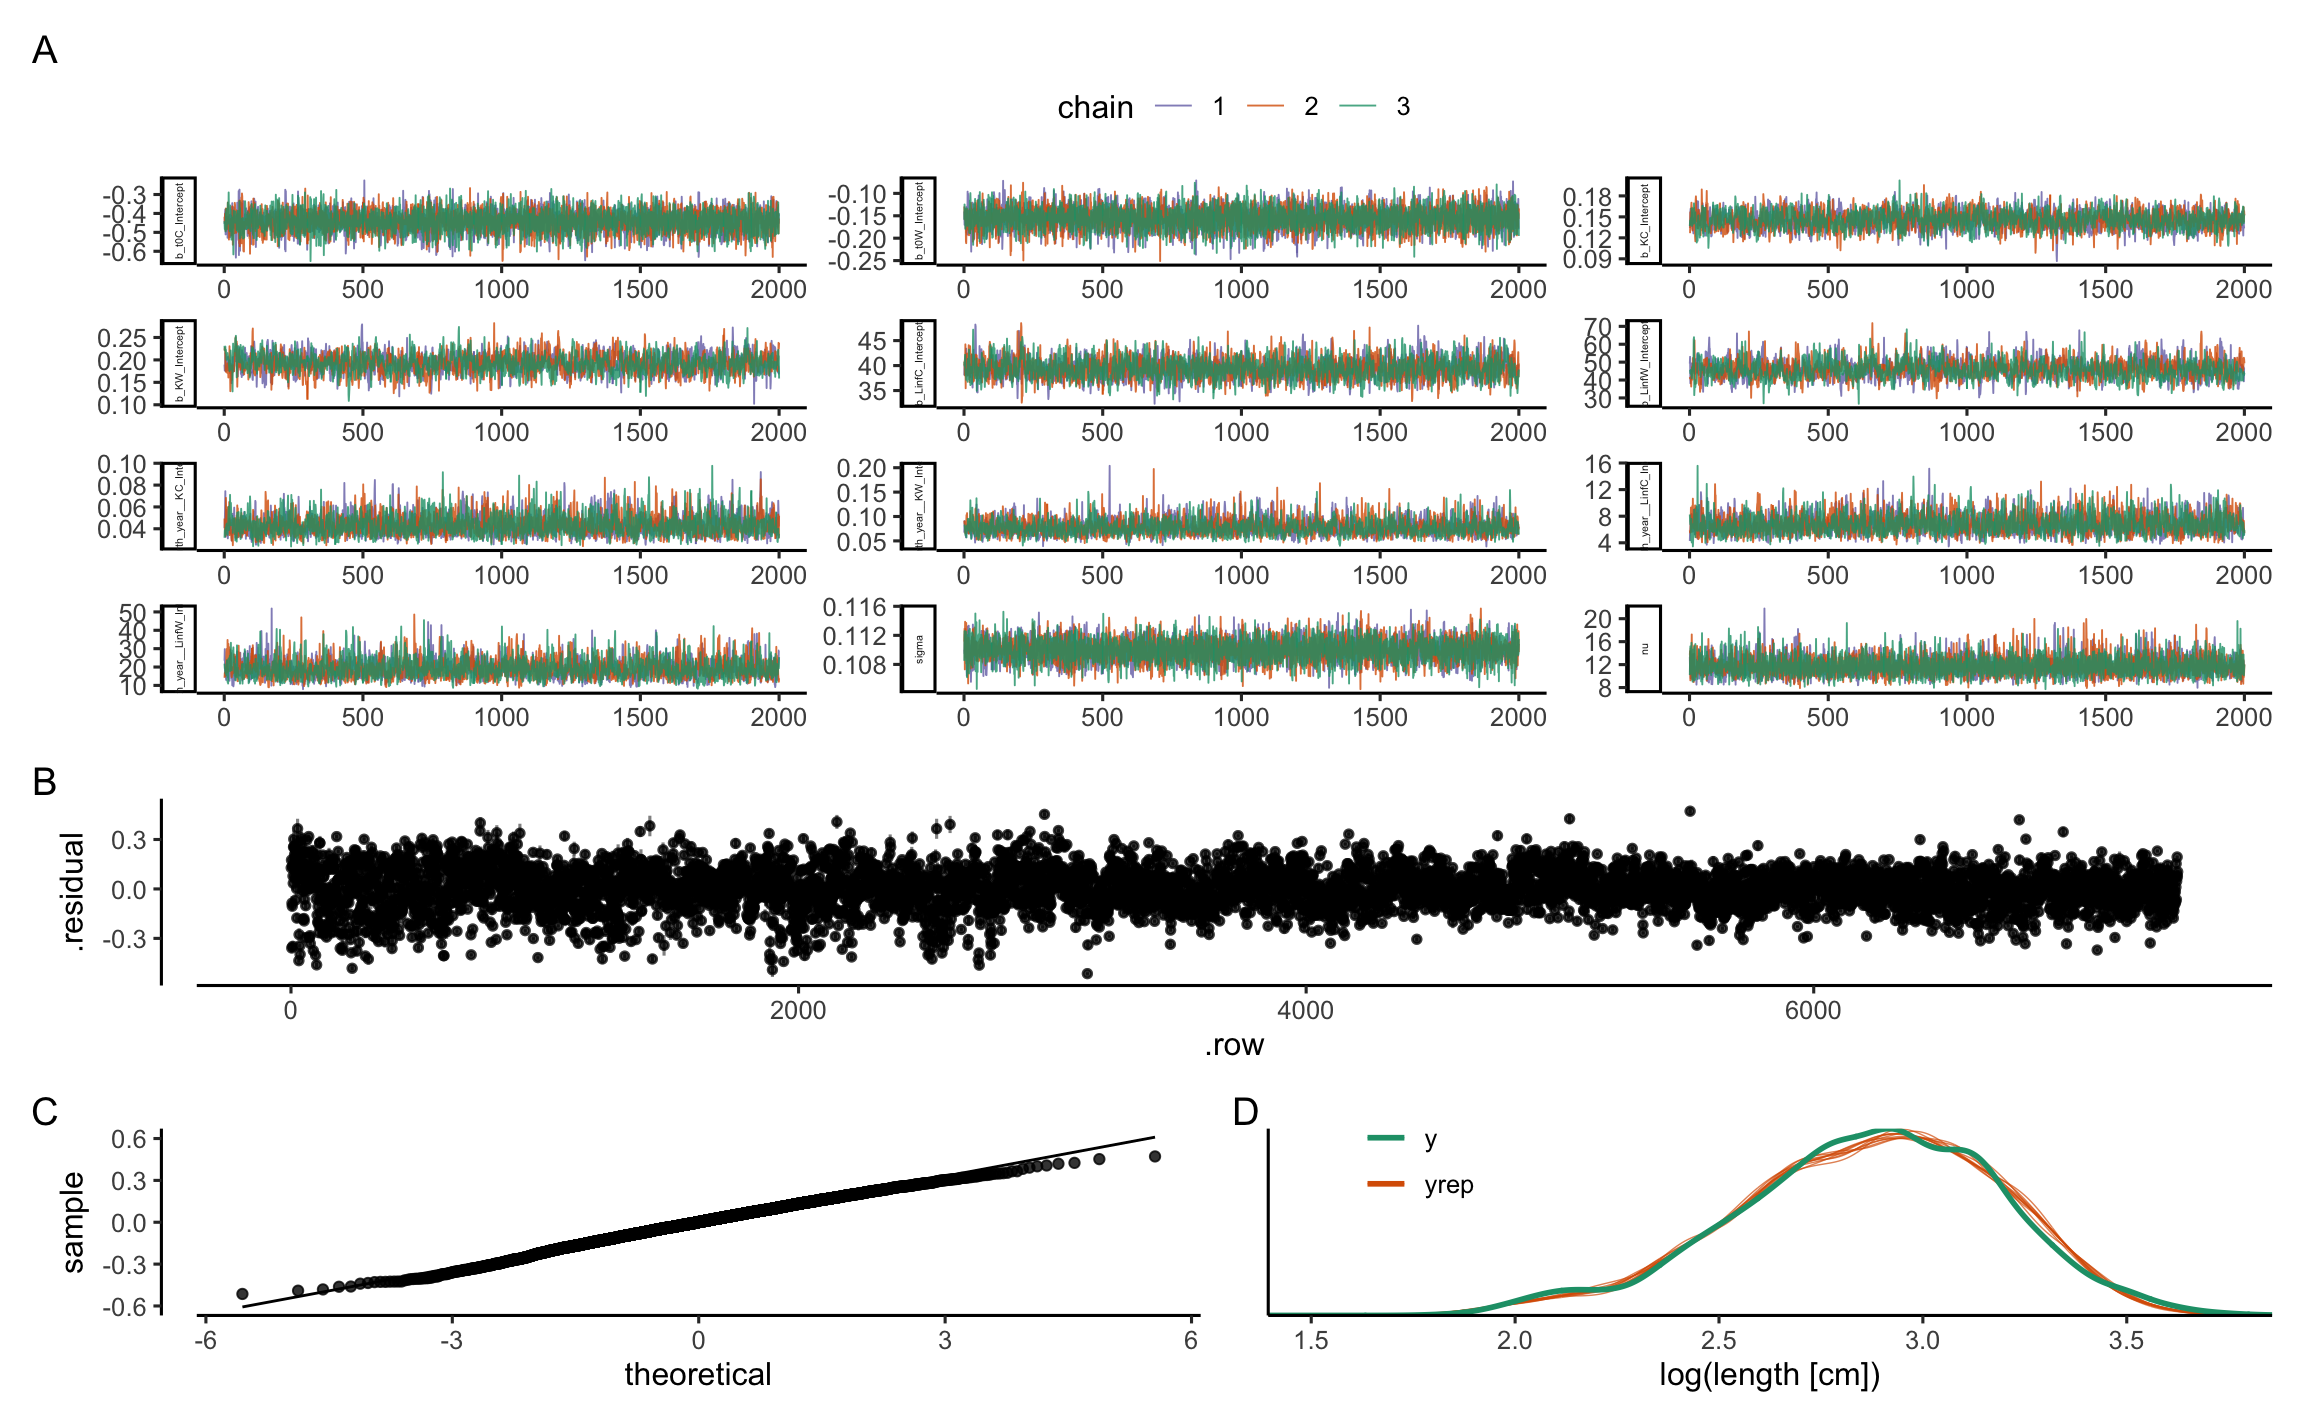 A
chain 1 2 3
b_t0C_Intercept
-0.3
-0.4
-0.5
-0.6
0 500 1000 1500 2000
b_t0W_Intercept
-0.10
-0.15
-0.20
-0.25
0 500 1000 1500 2000
b_KC_Intercept
0.18
0.15
0.12
0.09
0 500 1000 1500 2000
b_KW_Intercept
0.25
0.20
0.15
0.10
0 500 1000 1500 2000
b_LinfC_Intercept
45
40
35
0 500 1000 1500 2000
b_LinfW_Intercept
70
60
50
40
30
0 500 1000 1500 2000
th_year__KC_Inte
0.10
0.08
0.06
0.04
0 500 1000 1500 2000
th_year__KW_Inte
0.20
0.15
0.10
0.05
0 500 1000 1500 2000
h_year__LinfC_In
16
12
8
4
0 500 1000 1500 2000
h_year__LinfW_In
50
40
30
20
10
0 500 1000 1500 2000
sigma
0.116
0.112
0.108
0 500 1000 1500 2000
nu
20
16
12
8
0 500 1000 1500 2000
B
.residual
0.3
0.0
-0.3
0 2000 4000 6000
.row
C
sample
0.6
0.3
0.0
-0.3
-0.6
-6 -3 0 3 6
theoretical
D
y
yrep
1.5 2.0 2.5 3.0 3.5
log(length [cm])